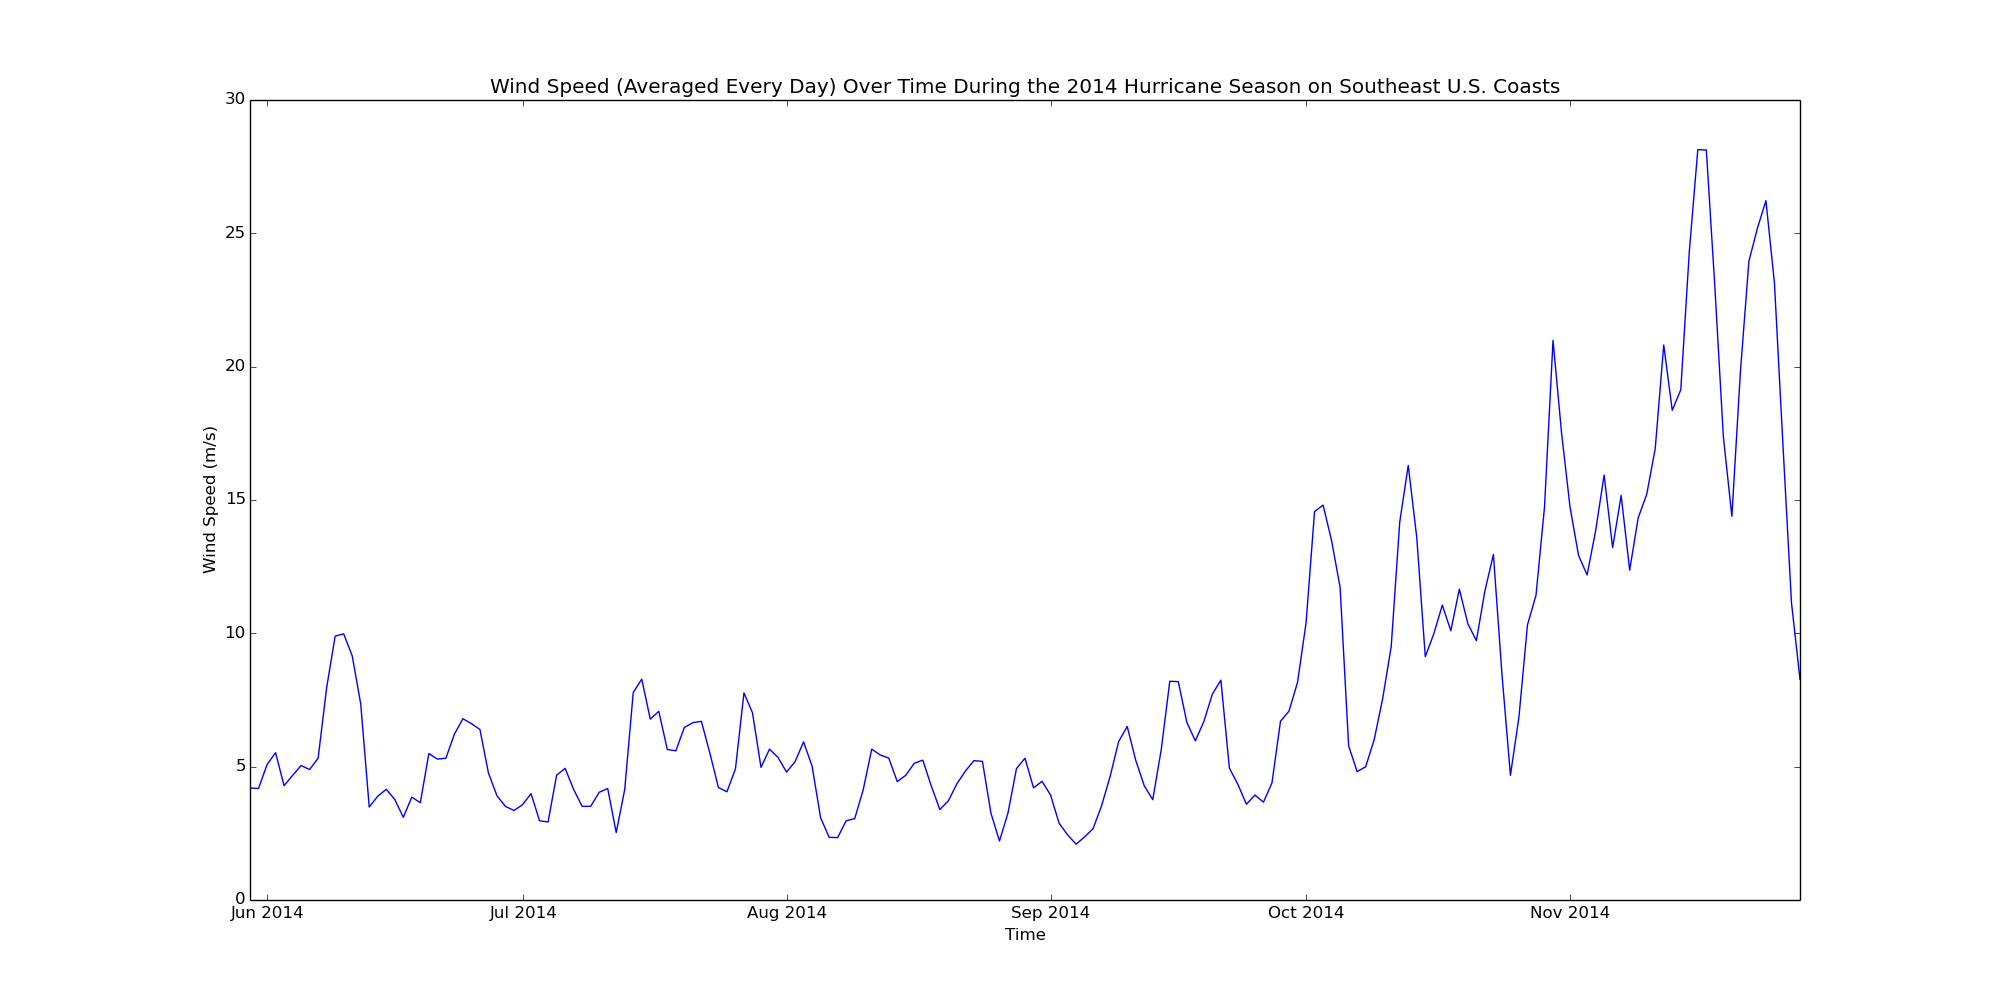 Wind Speed (Averaged Every Day) Over Time During the 2014 Hurricane Season on Southeast U.S. Coasts
30
25
20
15
10
5
0
Wind Speed (m/s)
Jun 2014 Jul 2014 Aug 2014 Sep 2014 Oct 2014 Nov 2014
Time